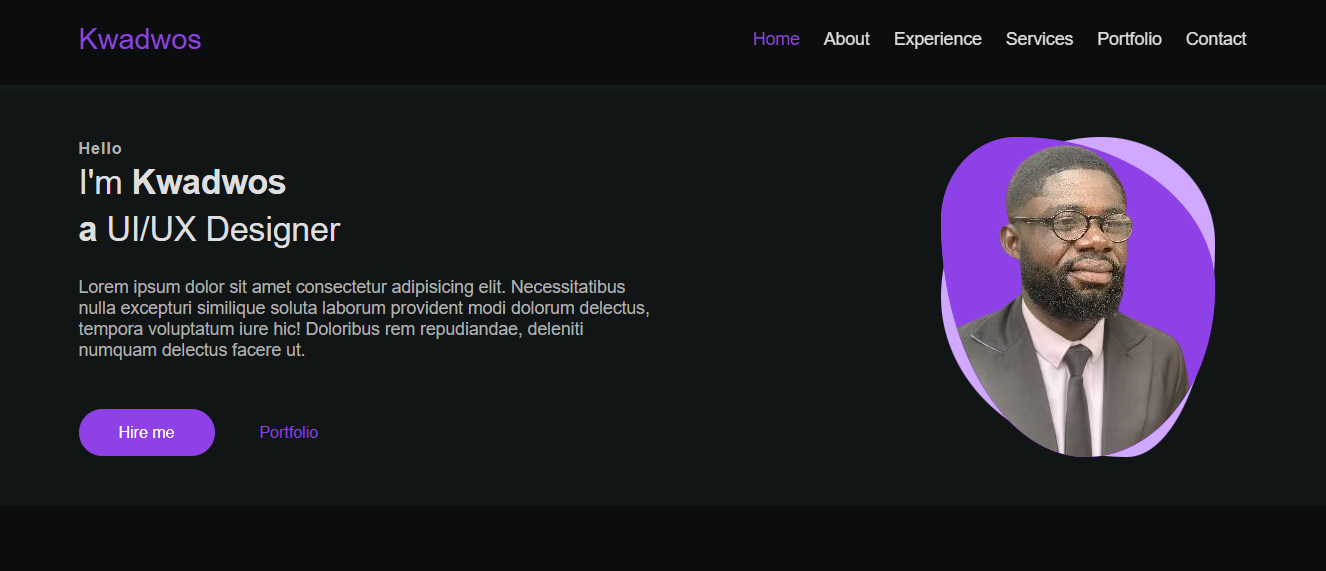 Kwadwos
Home About Experience Services Portfolio Contact
Hello
I'm Kwadwos
a UI/UX Designer
Lorem ipsum dolor sit amet consectetur adipisicing elit. Necessitatibus
nulla excepturi similique soluta laborum provident modi dolorum delectus,
tempora voluptatum iure hic! Doloribus rem repudiandae, deleniti
numquam delectus facere ut.
Hire me Portfolio